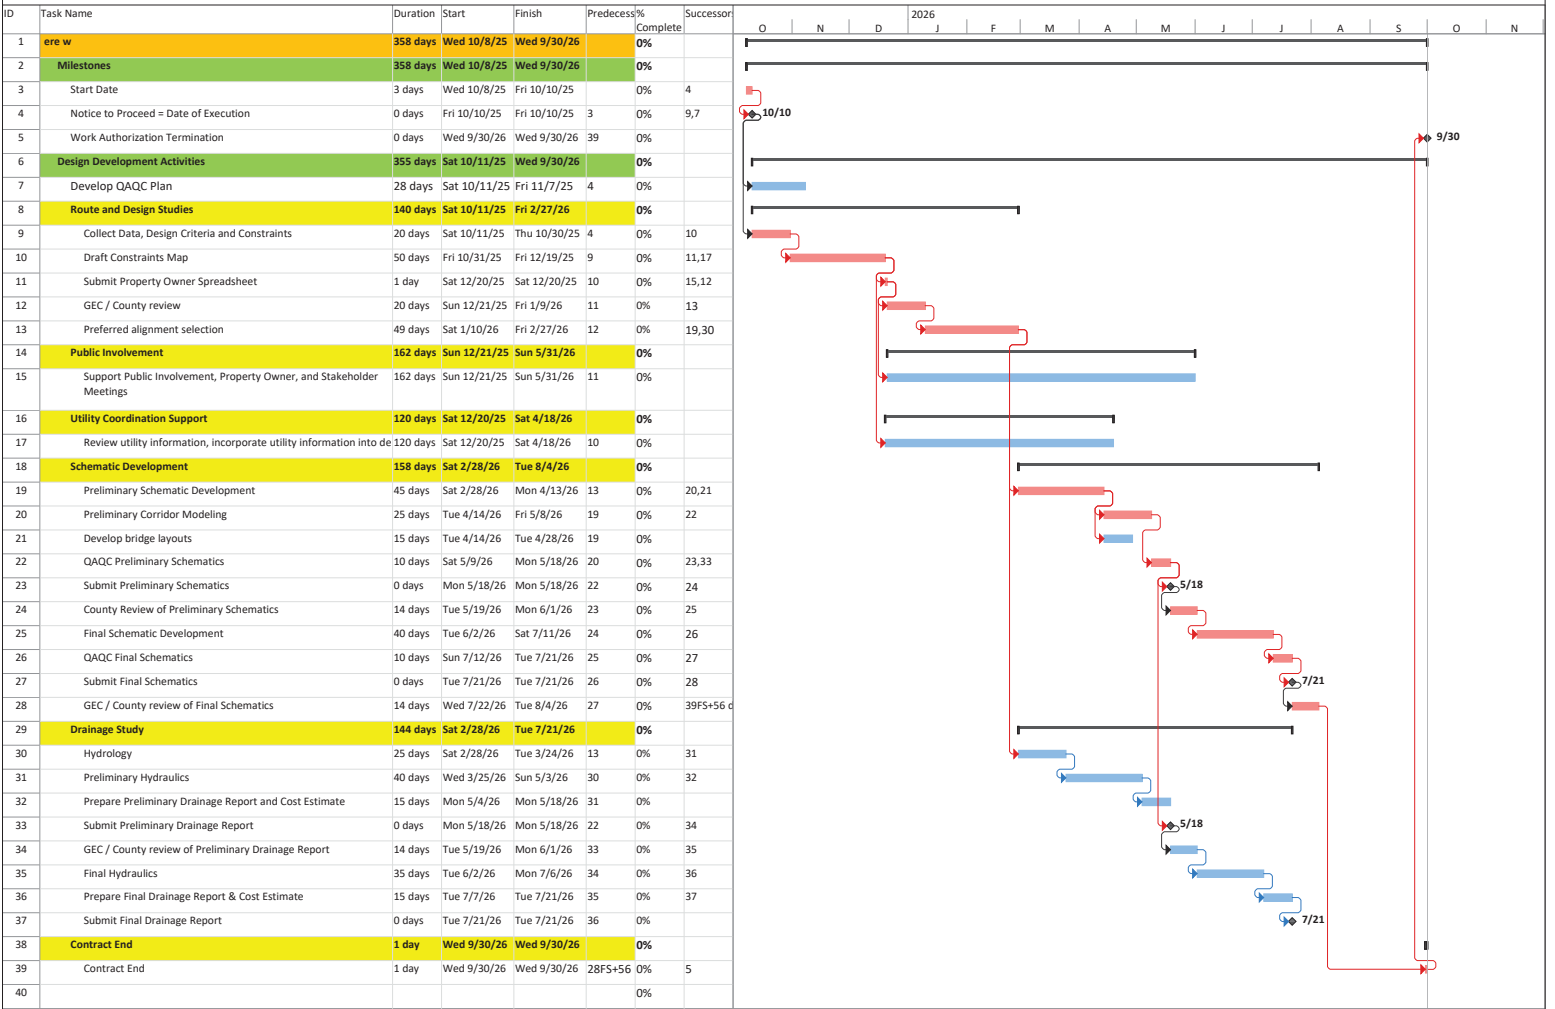 ID Task Name Duration Start Finish Predecess % Complete Successors 2026
O N D J F M A M J J A S O N
1 ere w 358 days Wed 10/8/25 Wed 9/30/26 0%
2 Milestones 358 days Wed 10/8/25 Wed 9/30/26 0%
3 Start Date 3 days Wed 10/8/25 Fri 10/10/25 0% 4
4 Notice to Proceed = Date of Execution 0 days Fri 10/10/25 Fri 10/10/25 3 0% 9,7 10/10
5 Work Authorization Termination 0 days Wed 9/30/26 Wed 9/30/26 39 0% 9/30
6 Design Development Activities 355 days Sat 10/11/25 Wed 9/30/26 0%
7 Develop QAQC Plan 28 days Sat 10/11/25 Fri 11/7/25 4 0%
8 Route and Design Studies 140 days Sat 10/11/25 Fri 2/27/26 0%
9 Collect Data, Design Criteria and Constraints 20 days Sat 10/11/25 Thu 10/30/25 4 0% 10
10 Draft Constraints Map 50 days Fri 10/31/25 Fri 12/19/25 9 0% 11,17
11 Submit Property Owner Spreadsheet 1 day Sat 12/20/25 Sat 12/20/25 10 0% 15,12
12 GEC / County review 20 days Sun 12/21/25 Fri 1/9/26 11 0% 13
13 Preferred alignment selection 49 days Sat 1/10/26 Fri 2/27/26 12 0% 19,30
14 Public Involvement 162 days Sun 12/21/25 Sun 5/31/26 0%
15 Support Public Involvement, Property Owner, and Stakeholder 162 days Sun 12/21/25 Sun 5/31/26 11 0%
Meetings
16 Utility Coordination Support 120 days Sat 12/20/25 Sat 4/18/26 0%
17 Review utility information, incorporate utility information into de 120 days Sat 12/20/25 Sat 4/18/26 10 0%
18 Schematic Development 158 days Sat 2/28/26 Tue 8/4/26 0%
19 Preliminary Schematic Development 45 days Sat 2/28/26 Mon 4/13/26 13 0% 20,21
20 Preliminary Corridor Modeling 25 days Tue 4/14/26 Fri 5/8/26 19 0% 22
21 Develop bridge layouts 15 days Tue 4/14/26 Tue 4/28/26 19 0%
22 QAQC Preliminary Schematics 10 days Sat 5/9/26 Mon 5/18/26 20 0% 23,33
23 Submit Preliminary Schematics 0 days Mon 5/18/26 Mon 5/18/26 22 0% 24 5/18
24 County Review of Preliminary Schematics 14 days Tue 5/19/26 Mon 6/1/26 23 0% 25
25 Final Schematic Development 40 days Tue 6/2/26 Sat 7/11/26 24 0% 26
26 QAQC Final Schematics 10 days Sun 7/12/26 Tue 7/21/26 25 0% 27
27 Submit Final Schematics 0 days Tue 7/21/26 Tue 7/21/26 26 0% 28 7/21
28 GEC / County review of Final Schematics 14 days Wed 7/22/26 Tue 8/4/26 27 0% 39FS+56 d
29 Drainage Study 144 days Sat 2/28/26 Tue 7/21/26 0%
30 Hydrology 25 days Sat 2/28/26 Tue 3/24/26 13 0% 31
31 Preliminary Hydraulics 40 days Wed 3/25/26 Sun 5/3/26 30 0% 32
32 Prepare Preliminary Drainage Report and Cost Estimate 15 days Mon 5/4/26 Mon 5/18/26 31 0%
33 Submit Preliminary Drainage Report 0 days Mon 5/18/26 Mon 5/18/26 22 0% 34 5/18
34 GEC / County review of Preliminary Drainage Report 14 days Tue 5/19/26 Mon 6/1/26 33 0% 35
35 Final Hydraulics 35 days Tue 6/2/26 Mon 7/6/26 34 0% 36
36 Prepare Final Drainage Report & Cost Estimate 15 days Tue 7/7/26 Tue 7/21/26 35 0% 37
37 Submit Final Drainage Report 0 days Tue 7/21/26 Tue 7/21/26 36 0% 7/21
38 Contract End 1 day Wed 9/30/26 Wed 9/30/26 0%
39 Contract End 1 day Wed 9/30/26 Wed 9/30/26 28FS+56 0% 5
40 0%